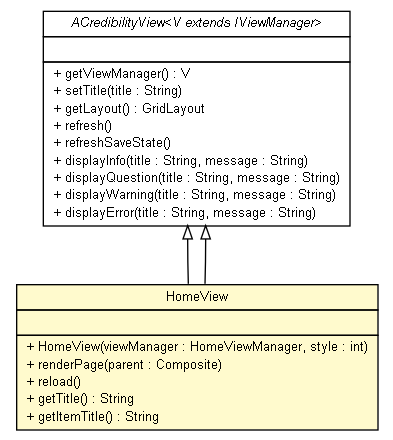 ACredibilityView<V extends IViewManager>
+ getViewManager() : V
+ setTitle(title : String)
+ getLayout() : GridLayout
+ refresh()
+ refreshSaveState()
+ displayInfo(title : String, message : String)
+ displayQuestion(title : String, message : String)
+ displayWarning(title : String, message : String)
+ displayError(title : String, message : String)
HomeView
+ HomeView(viewManager : HomeViewManager, style : int)
+ renderPage(parent : Composite)
+ reload()
+ getTitle() : String
+ getItemTitle() : String